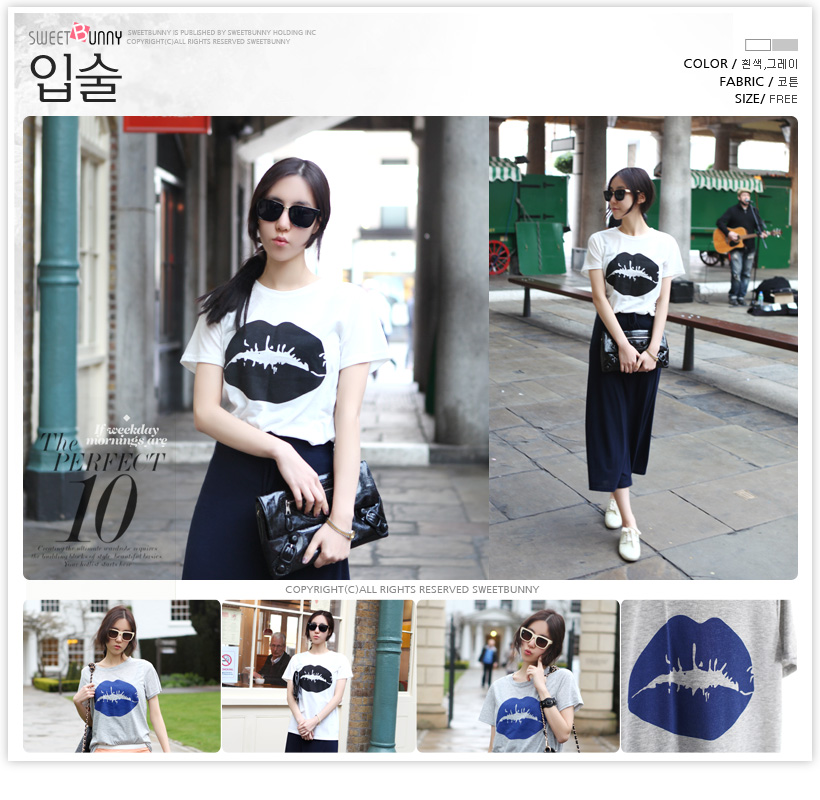 SWEETBUNNY
SWEETBUNNY IS PUBLISHED BY SWEETBUNNY HOLDING INC
COPYRIGHT(C)ALL RIGHTS RESERVED SWEETBUNNY
입술
COLOR / 흰색,그레이
FABRIC / 코튼
SIZE/ FREE
If weekday
mornings are
The
PERFECT
10
COPYRIGHT(C)ALL RIGHTS RESERVED SWEETBUNNY